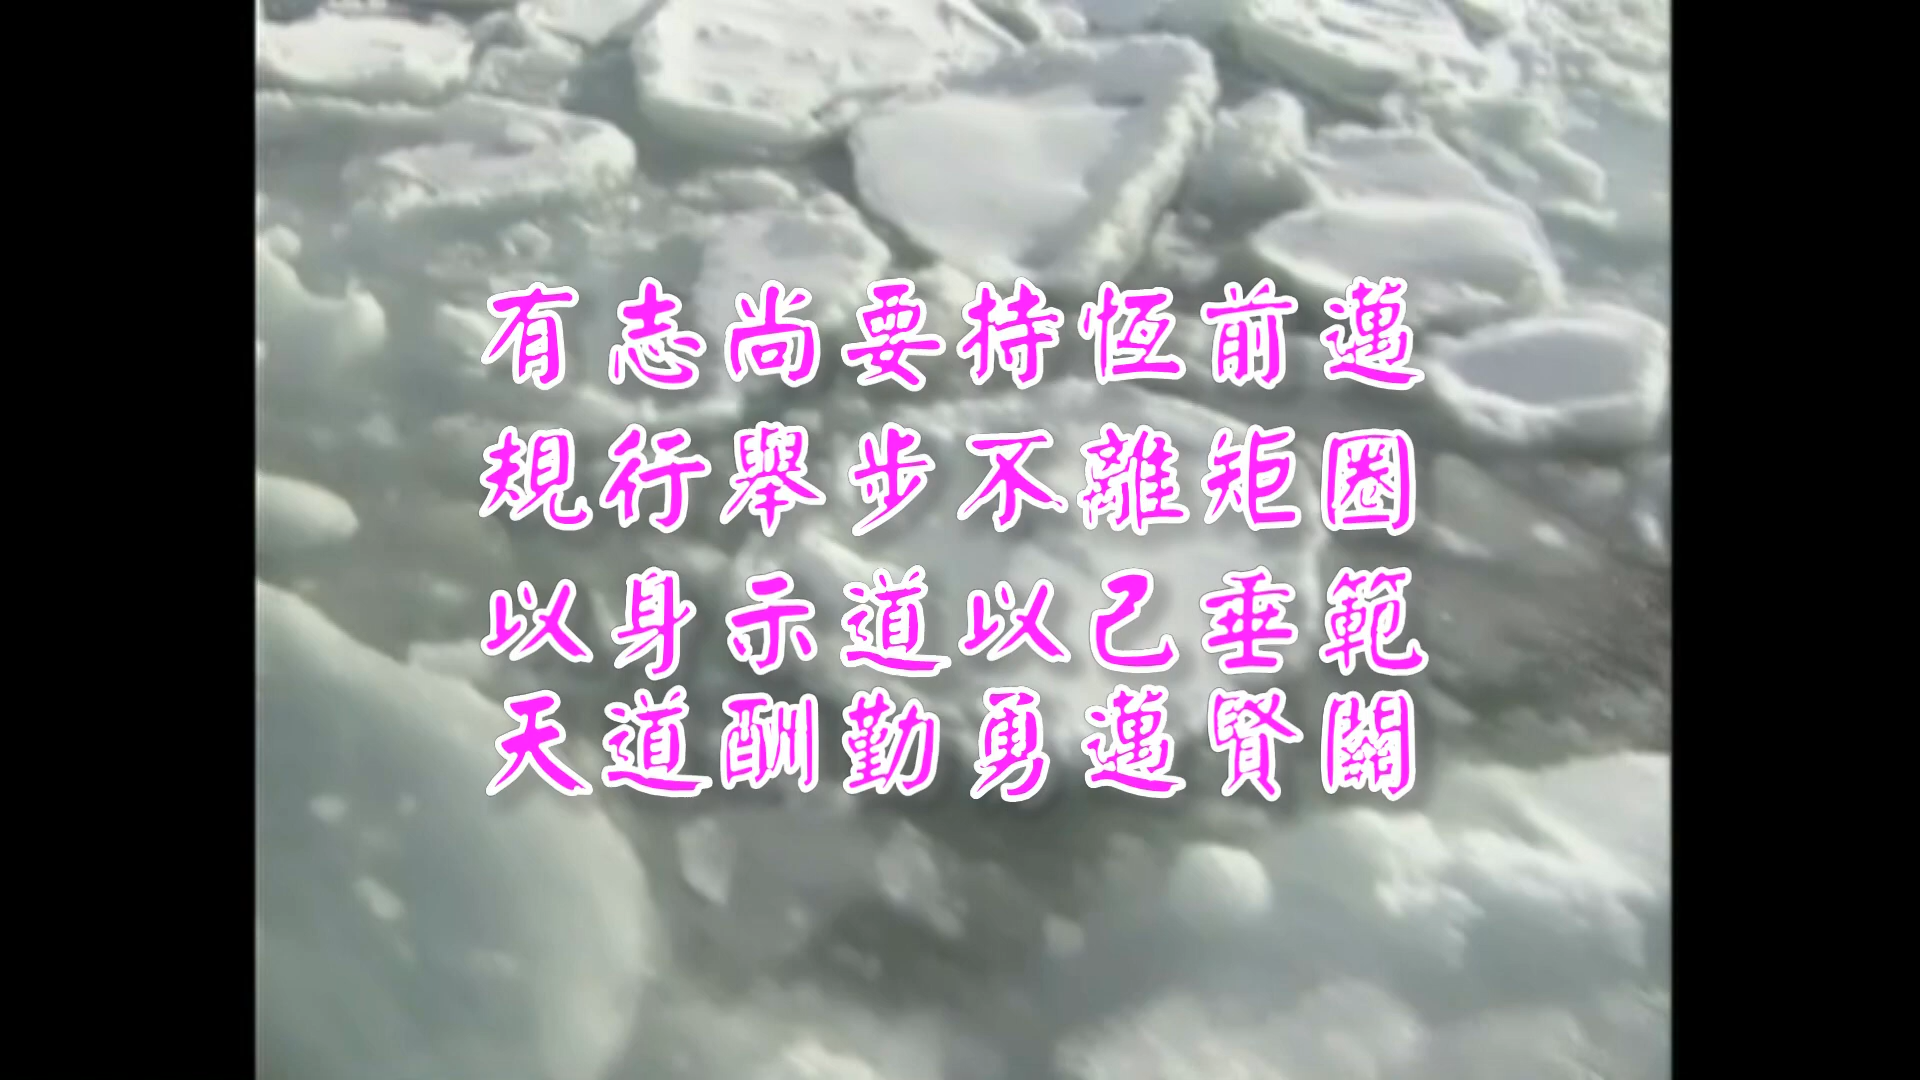 有志尚要持恆前邁
規行舉步不離矩圈
以身示道以己垂範
天道酬勤勇邁賢關